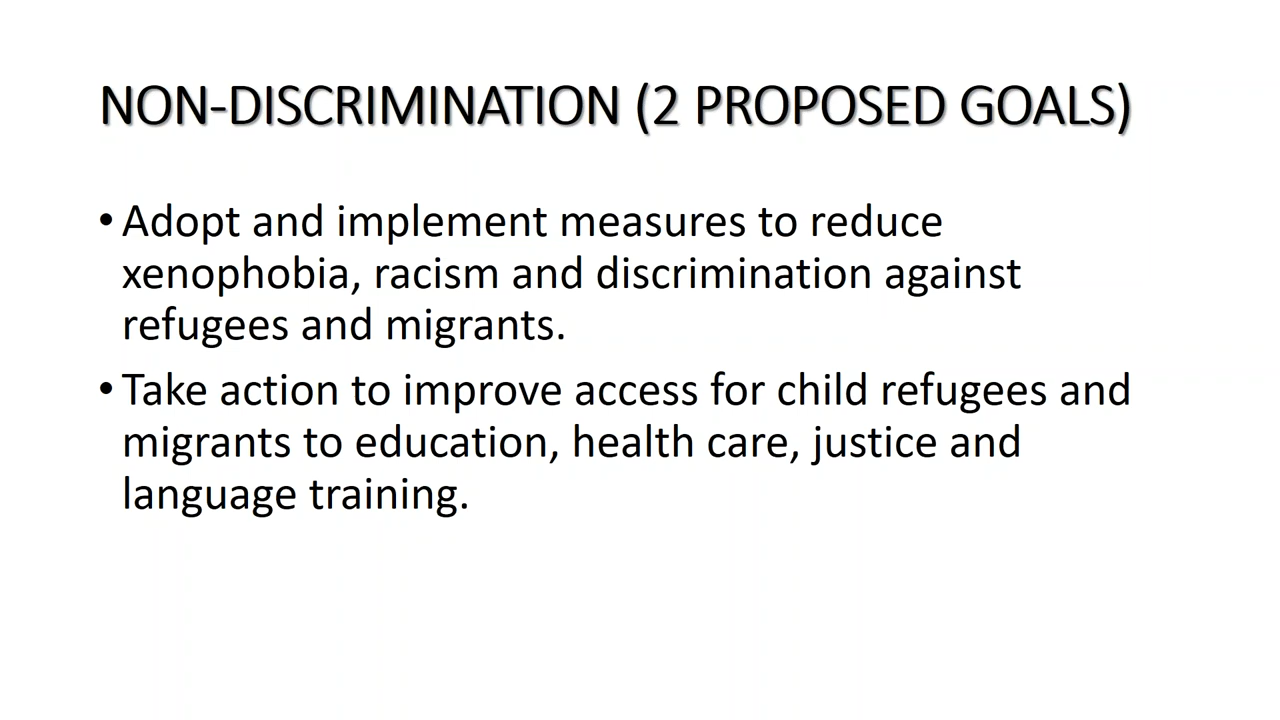 NON-DISCRIMINATION (2 PROPOSED GOALS)
• Adopt and implement measures to reduce
xenophobia, racism and discrimination against
refugees and migrants.
• Take action to improve access for child refugees and
migrants to education, health care, justice and
language training.